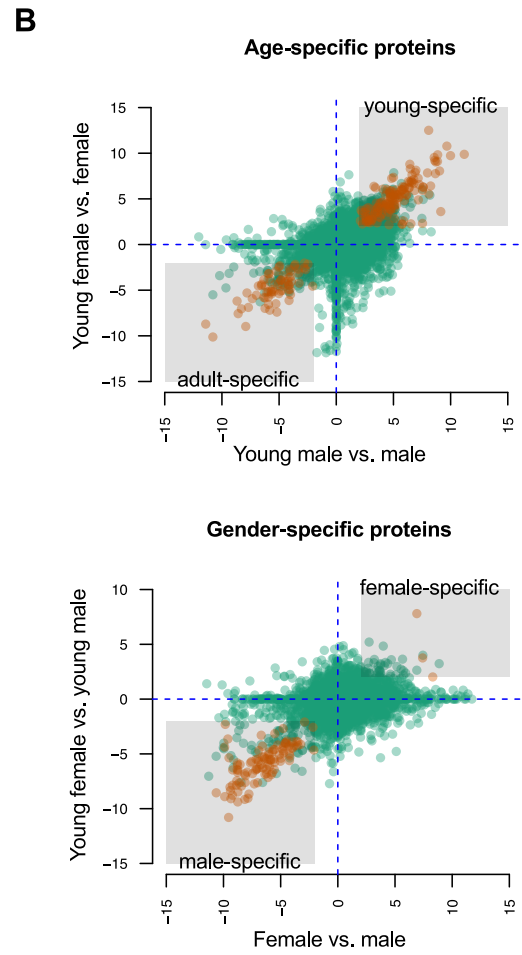 B
Age-specific proteins
young-specific
15
10
5
0
−5
−10
−15
Young female vs. female
adult-specific
−15
−10
−5
0
5
10
15
Young male vs. male
Gender-specific proteins
female-specific
10
5
0
−5
−10
−15
Young female vs. young male
male-specific
−15
−10
−5
0
5
10
15
Female vs. male